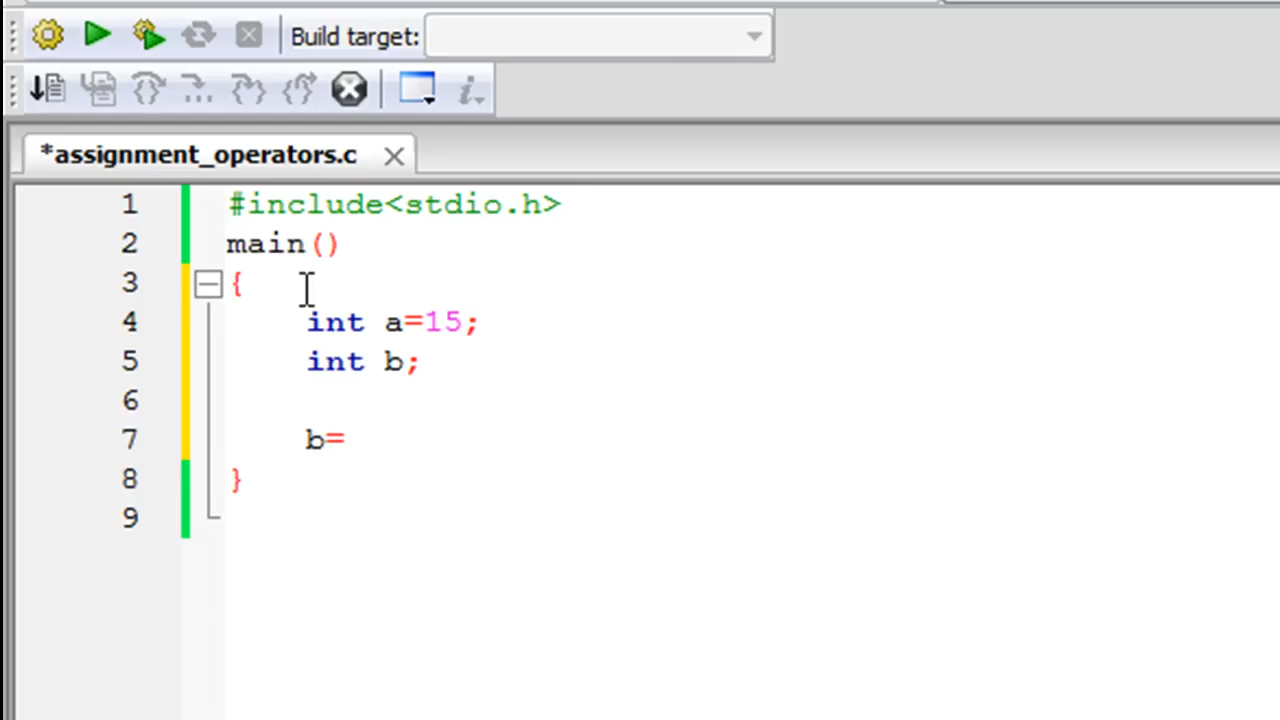 Build target:
*assignment_operators.c
1 #include<stdio.h>
2 main()
3 {
4 int a=15;
5 int b;
6
7 b=
8 }
9